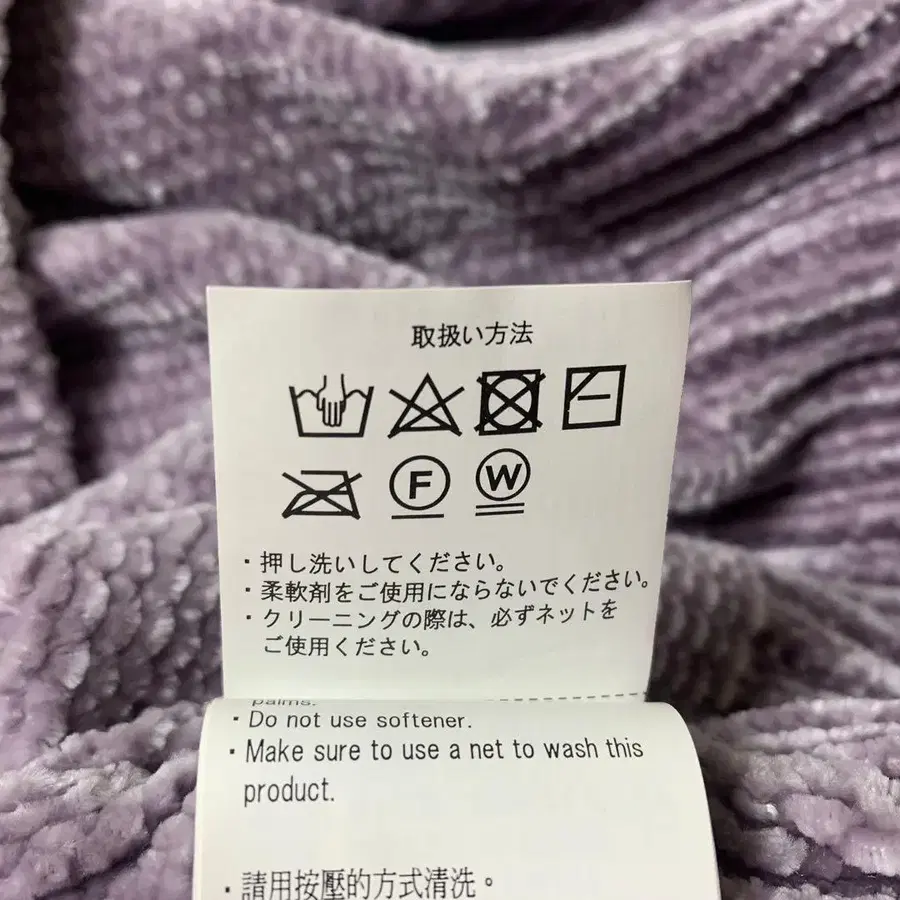 取扱い方法
F W
・押し洗いしてください。
・柔軟剤をご使用にならないでください。
・クリーニングの際は、必ずネットを
ご使用ください。
palms.
・Do not use softener.
・Make sure to use a net to wash this
product.
・請用按壓的方式清洗。